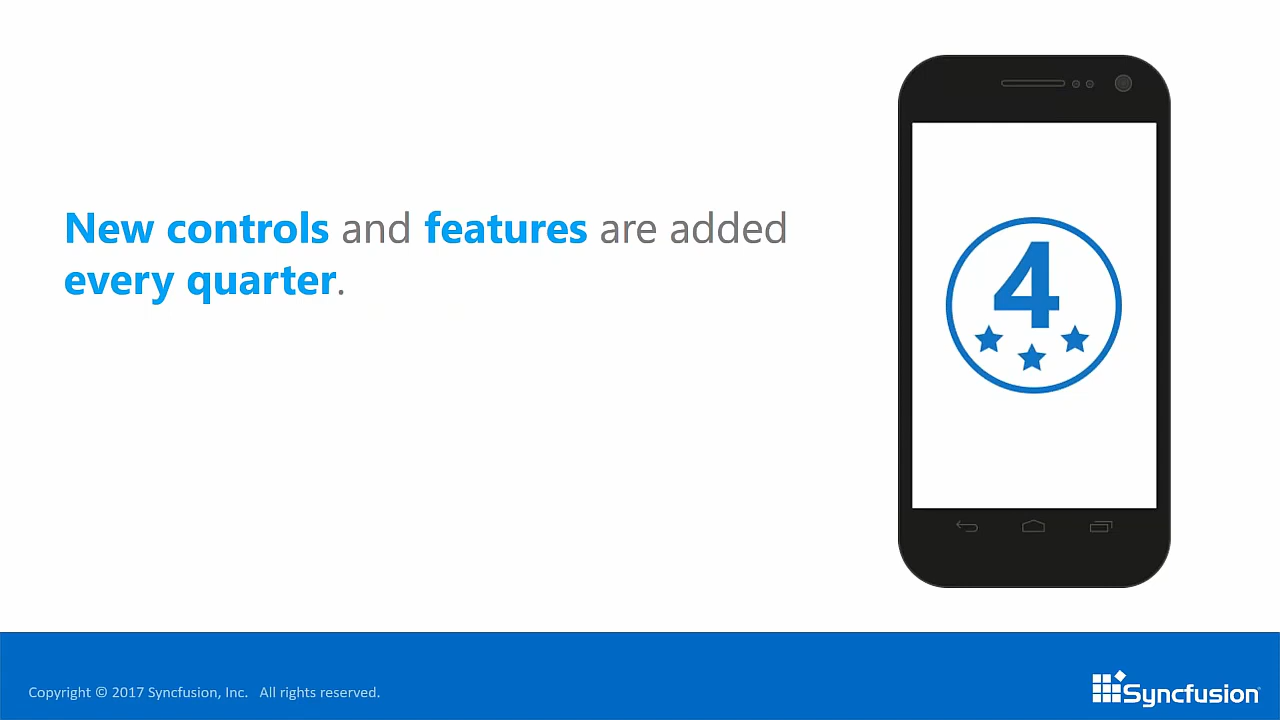 New controls and features are added
every quarter.
4
Copyright © 2017 Syncfusion, Inc. All rights reserved.
Syncfusion